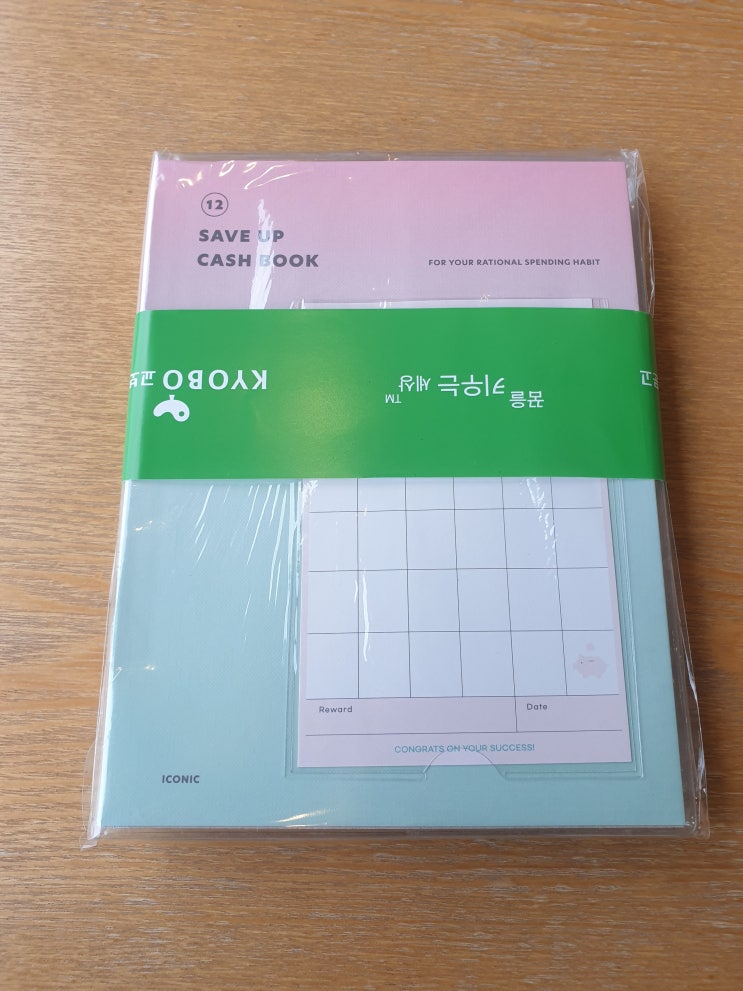 12
SAVE UP
CASH BOOK
FOR YOUR RATIONAL SPENDING HABIT
KYOBO 교보
꿈을 키우는 세상
TM
Reward
Date
CONGRATS ON YOUR SUCCESS!
ICONIC